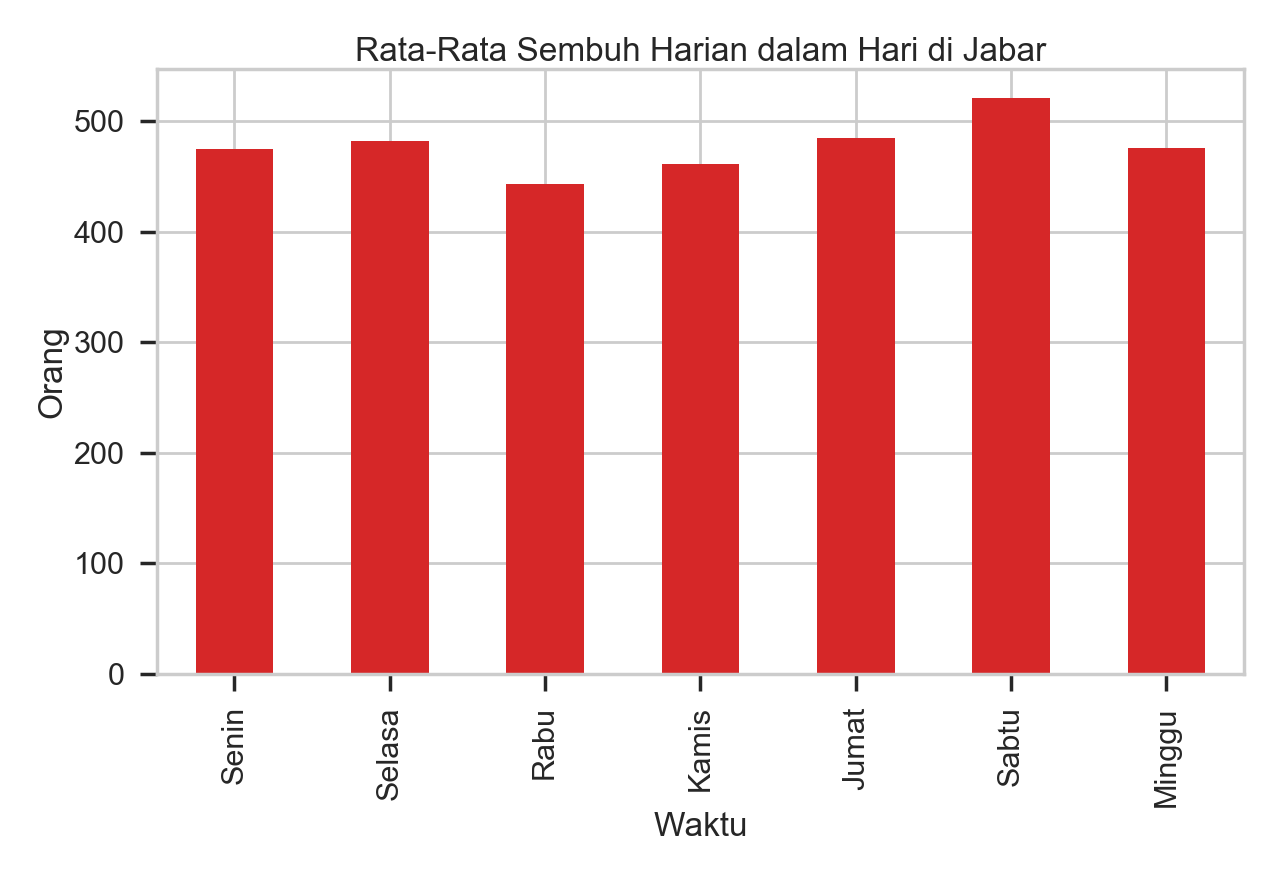 Rata-Rata Sembuh Harian dalam Hari di Jabar
Orang
500
400
300
200
100
0
Senin
Selasa
Rabu
Kamis
Jumat
Sabtu
Minggu
Waktu